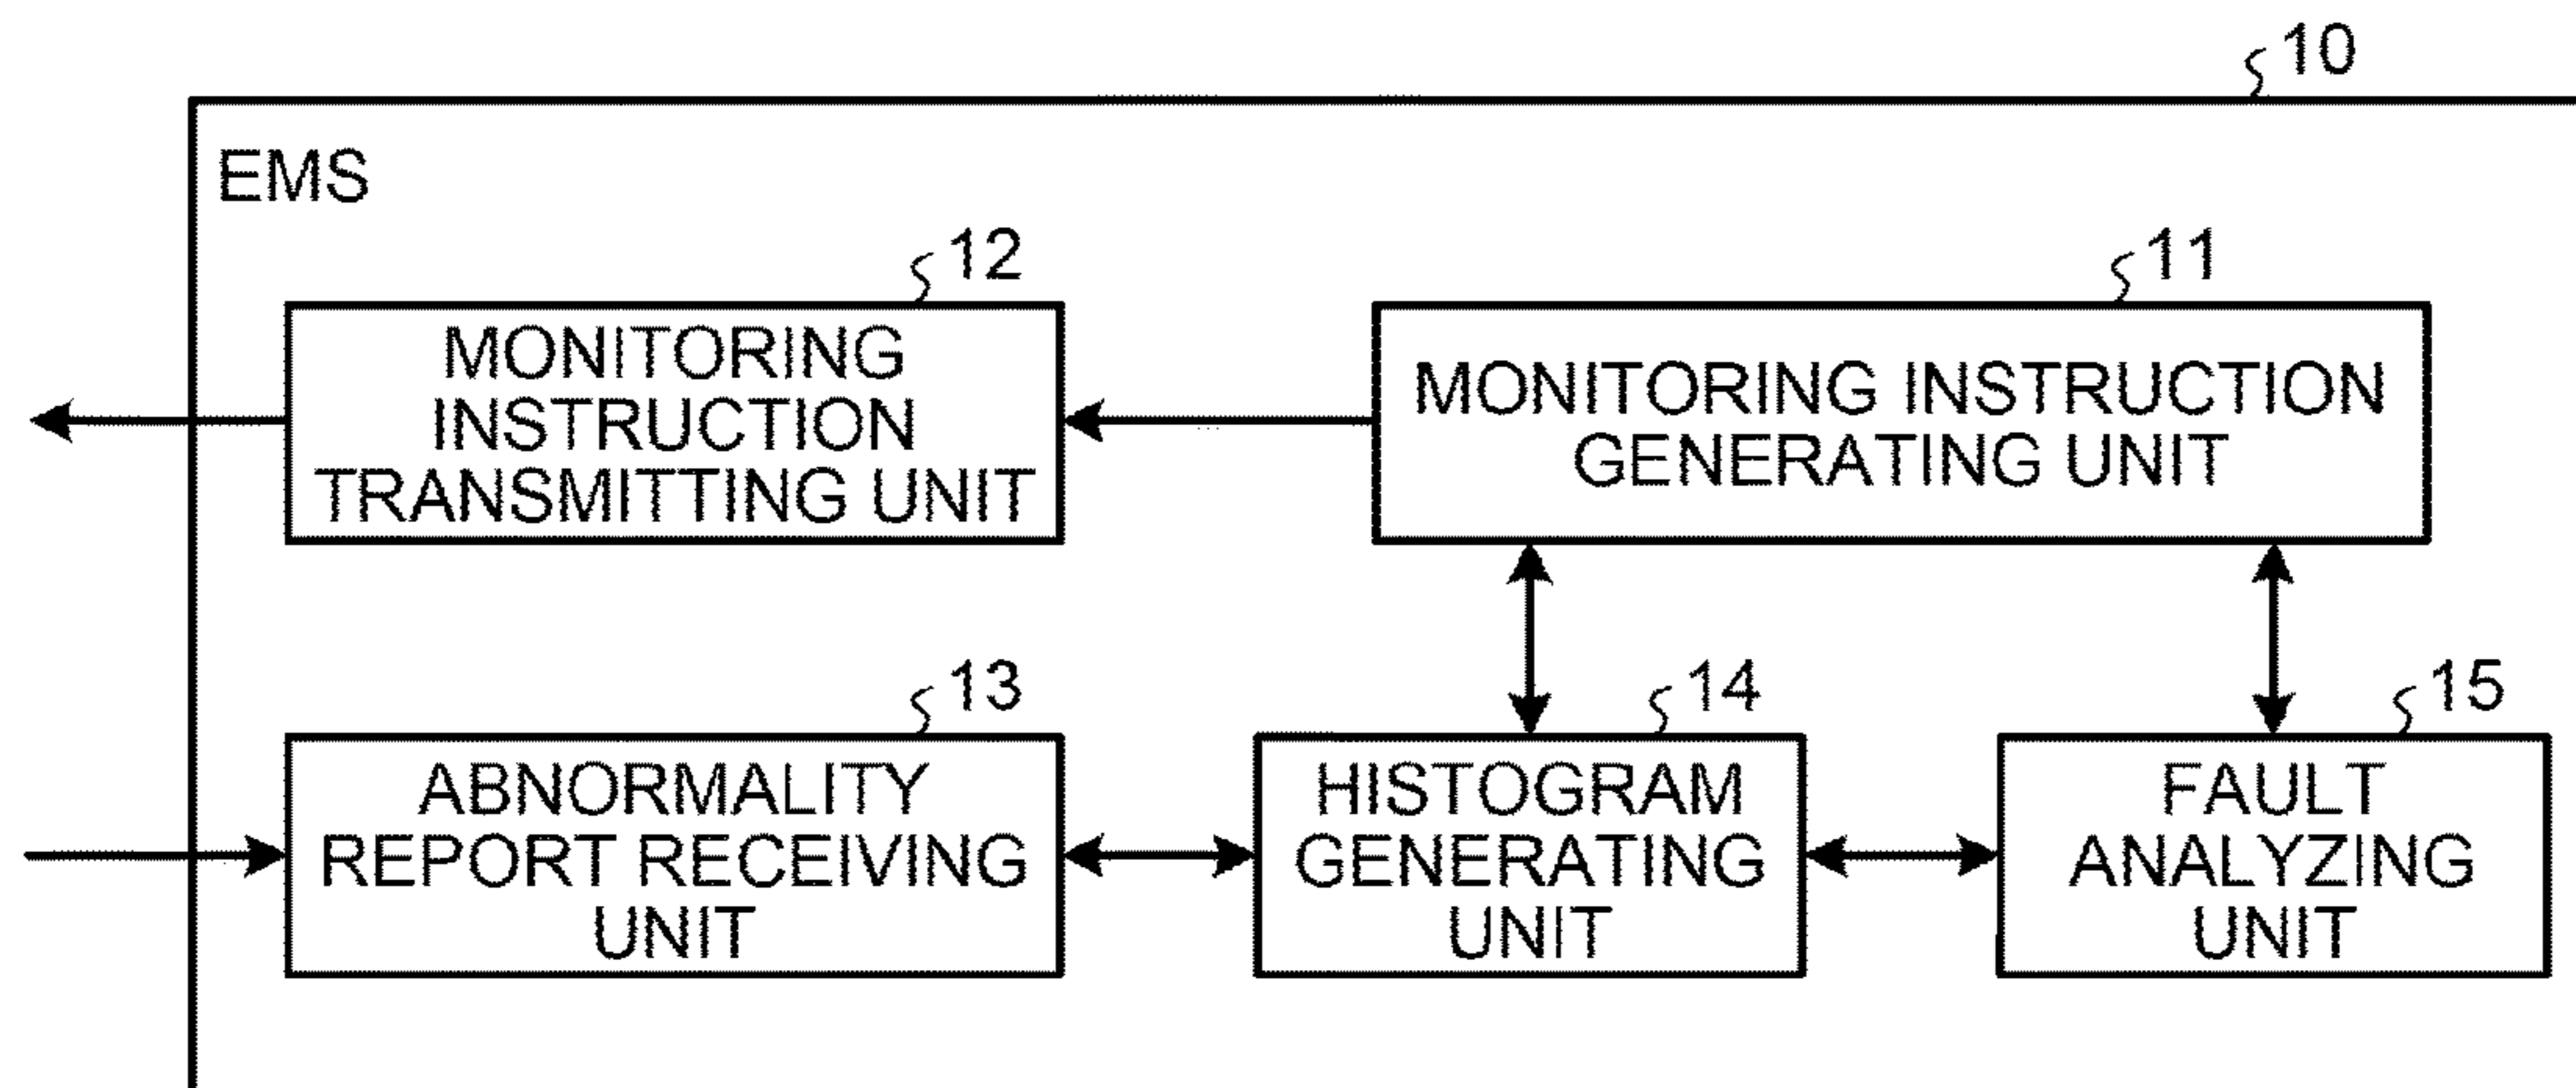 10
EMS
12
MONITORING
INSTRUCTION
TRANSMITTING UNIT
11
MONITORING INSTRUCTION
GENERATING UNIT
13
ABNORMALITY
REPORT RECEIVING
UNIT
14
HISTOGRAM
GENERATING
UNIT
15
FAULT
ANALYZING
UNIT